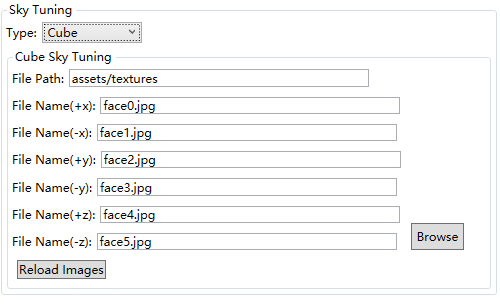 Sky Tuning
Type: Cube
Cube Sky Tuning
File Path: assets/textures
File Name(+x): face0.jpg
File Name(-x): face1.jpg
File Name(+y): face2.jpg
File Name(-y): face3.jpg
File Name(+z): face4.jpg
File Name(-z): face5.jpg
Browse
Reload Images